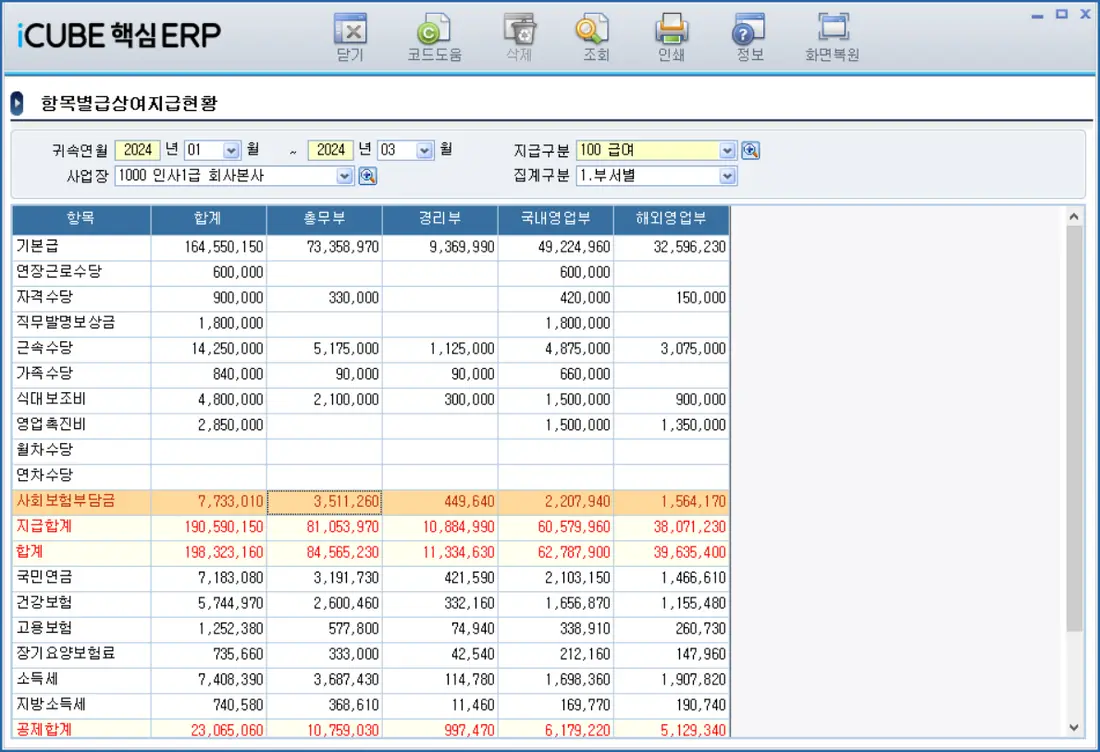 iCUBE 핵심 ERP
닫기 코드도움 삭제 조회 인쇄 정보 화면복원
항목별급상여지급현황
귀속연월 2024 년 01 월 ~ 2024 년 03 월 지급구분 100 급여
사업장 1000 인사1급 회사본사 집계구분 1.부서별
항목 합계 총무부 경리부 국내영업부 해외영업부
기본급 164,550,150 73,358,970 9,369,990 49,224,960 32,596,230
연장근로수당 600,000 600,000
자격수당 900,000 330,000 420,000 150,000
직무발명보상금 1,800,000 1,800,000
근속수당 14,250,000 5,175,000 1,125,000 4,875,000 3,075,000
가족수당 840,000 90,000 90,000 660,000
식대보조비 4,800,000 2,100,000 300,000 1,500,000 900,000
영업촉진비 2,850,000 1,500,000 1,350,000
월차수당
연차수당
사회보험부담금 7,733,010 3,511,260 449,640 2,207,940 1,564,170
지급합계 190,590,150 81,053,970 10,884,990 60,579,960 38,071,230
합계 198,323,160 84,565,230 11,334,630 62,787,900 39,635,400
국민연금 7,183,080 3,191,730 421,590 2,103,150 1,466,610
건강보험 5,744,970 2,600,460 332,160 1,656,870 1,155,480
고용보험 1,252,380 577,800 74,940 338,910 260,730
장기요양보험료 735,660 333,000 42,540 212,160 147,960
소득세 7,408,390 3,687,430 114,780 1,698,360 1,907,820
지방소득세 740,580 368,610 11,460 169,770 190,740
공제합계 23,065,060 10,759,030 997,470 6,179,220 5,129,340